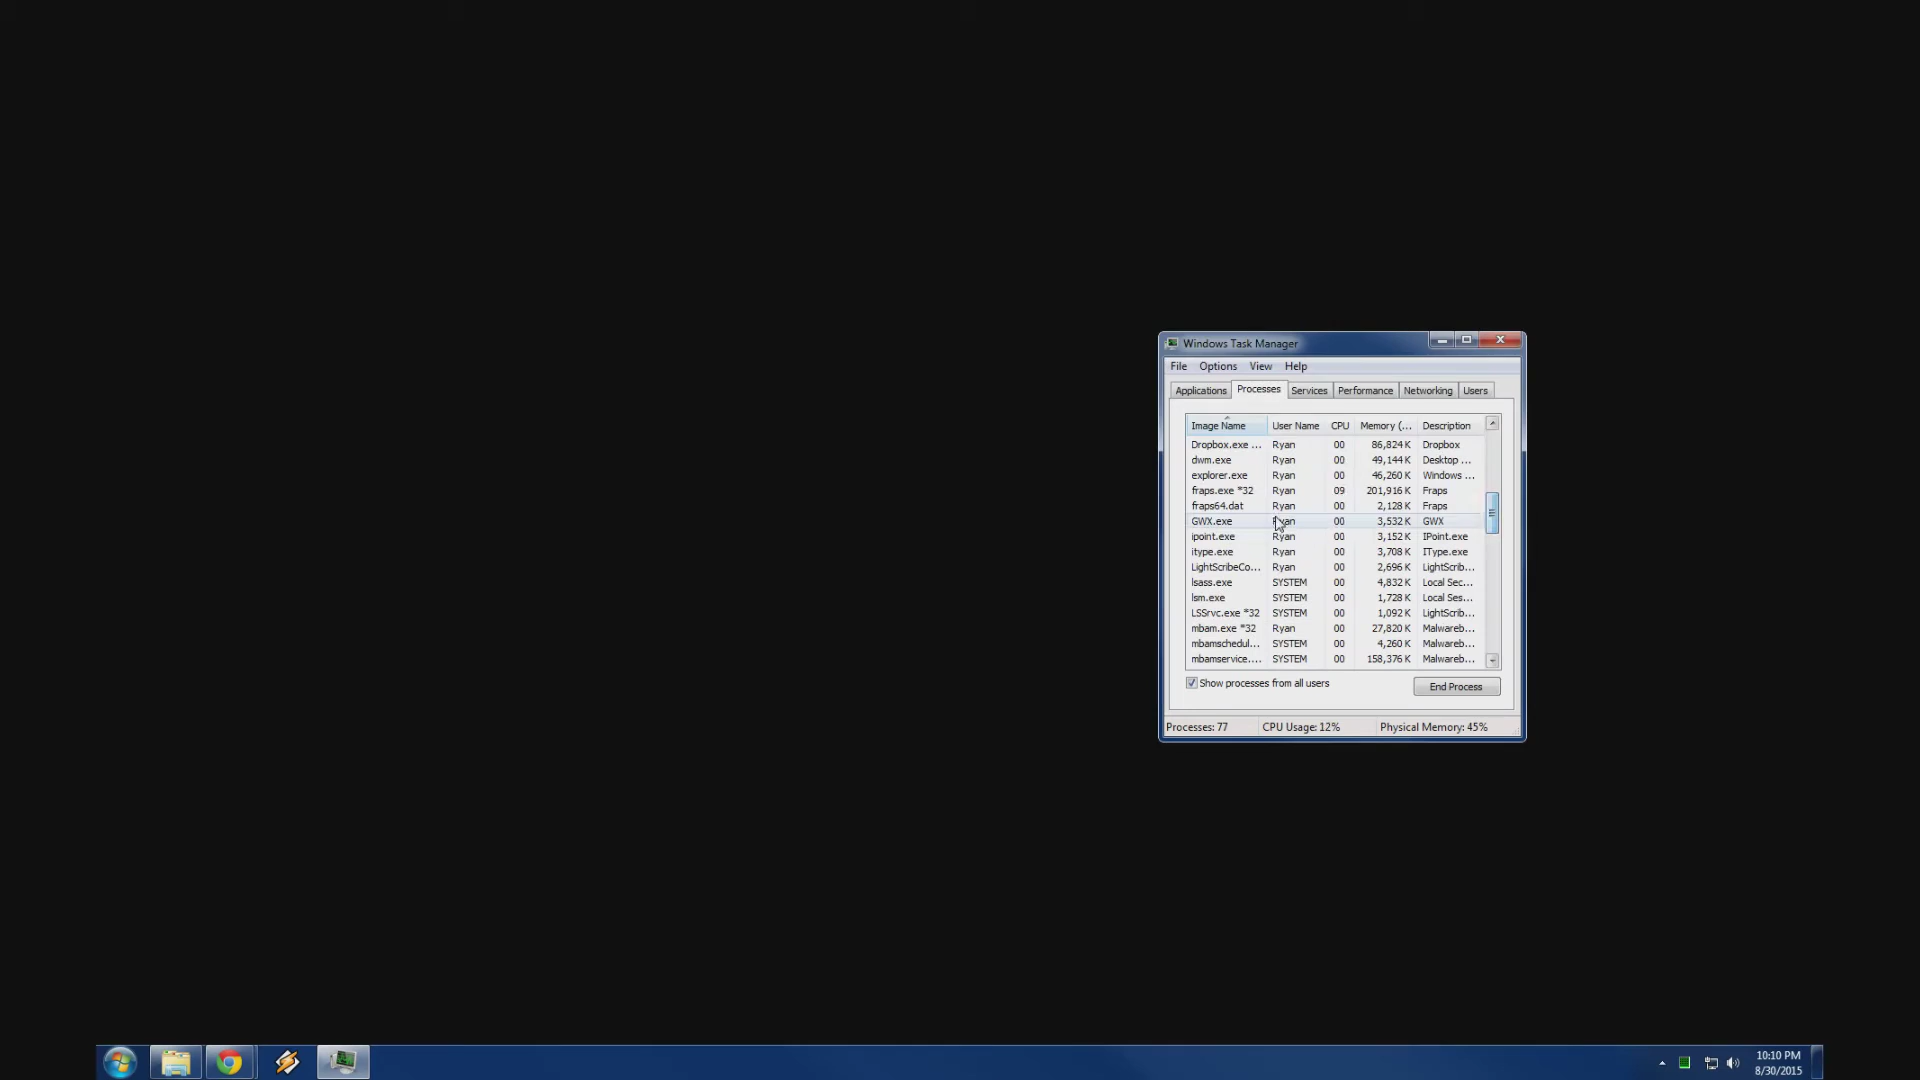 Windows Task Manager
File Options View Help
Applications Processes Services Performance Networking Users
Image Name User Name CPU Memory (... Description
Dropbox.exe ... Ryan 00 86,824 K Dropbox
dwm.exe Ryan 00 49,144 K Desktop ...
explorer.exe Ryan 00 46,260 K Windows ...
fraps.exe *32 Ryan 09 201,916 K Fraps
fraps64.dat Ryan 00 2,128 K Fraps
GWX.exe Ryan 00 3,532 K GWX
ipoint.exe Ryan 00 3,152 K IPoint.exe
itype.exe Ryan 00 3,708 K IType.exe
LightScribeCo... Ryan 00 2,696 K LightScrib...
lsass.exe SYSTEM 00 4,832 K Local Sec...
lsm.exe SYSTEM 00 1,728 K Local Ses...
LSSrvc.exe *32 SYSTEM 00 1,092 K LightScrib...
mbam.exe *32 Ryan 00 27,820 K Malwareb...
mbamschedul... SYSTEM 00 4,260 K Malwareb...
mbamservice.... SYSTEM 00 158,376 K Malwareb...
Show processes from all users End Process
Processes: 77 CPU Usage: 12% Physical Memory: 45%
10:10 PM
8/30/2015